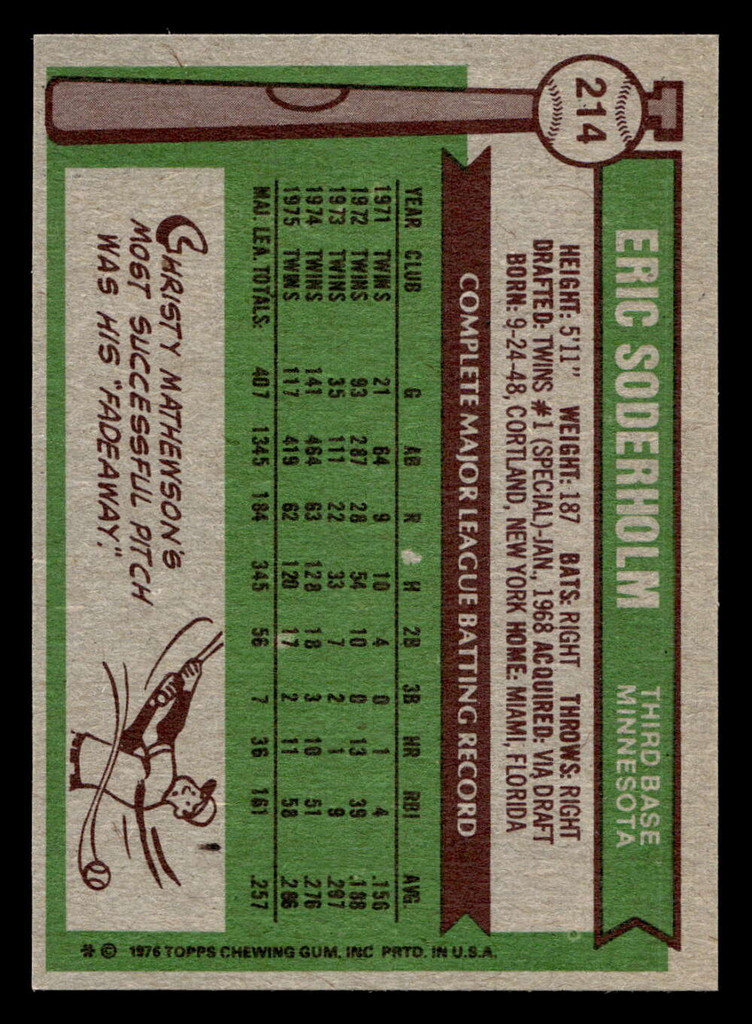 214
ERIC SODERHOLM
THIRD BASE
MINNESOTA
HEIGHT: 5'11" WEIGHT: 187 BATS: RIGHT THROWS: RIGHT
DRAFTED: TWINS #1 (SPECIAL)-JAN., 1968 ACQUIRED: VIA DRAFT
BORN: 9-24-48, CORTLAND, NEW YORK HOME: MIAMI, FLORIDA
COMPLETE MAJOR LEAGUE BATTING RECORD
YEAR CLUB G AB R H 2B 3B HR RBI AVG.
1971 TWINS 21 64 9 10 4 0 1 4 .156
1972 TWINS 93 287 28 54 10 0 13 39 .188
1973 TWINS 35 111 22 33 7 2 1 9 .297
1974 TWINS 141 464 63 128 18 3 10 51 .276
1975 TWINS 117 419 62 120 17 2 11 58 .286
MAJ. LEA. TOTALS: 407 1345 184 345 56 7 36 161 .257
CHRISTY MATHEWSON'S
MOST SUCCESSFUL PITCH
WAS HIS "FADEAWAY."
* © 1976 TOPPS CHEWING GUM, INC PRTD. IN U.S.A.